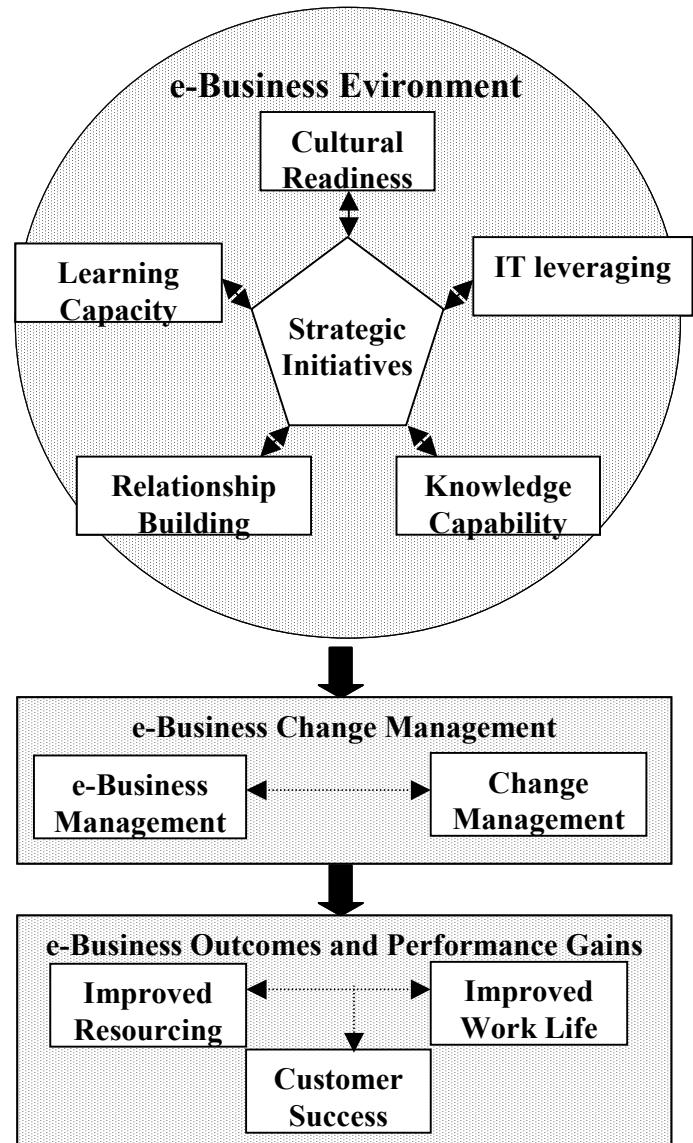 e-Business Evironment
Cultural
Readiness
Learning
Capacity
IT leveraging
Strategic
Initiatives
Relationship
Building
Knowledge
Capability
e-Business Change Management
e-Business
Management
Change
Management
e-Business Outcomes and Performance Gains
Improved
Resourcing
Improved
Work Life
Customer
Success